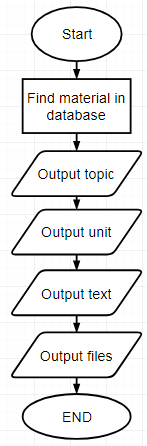 Start
Find material in
database
Output topic
Output unit
Output text
Output files
END